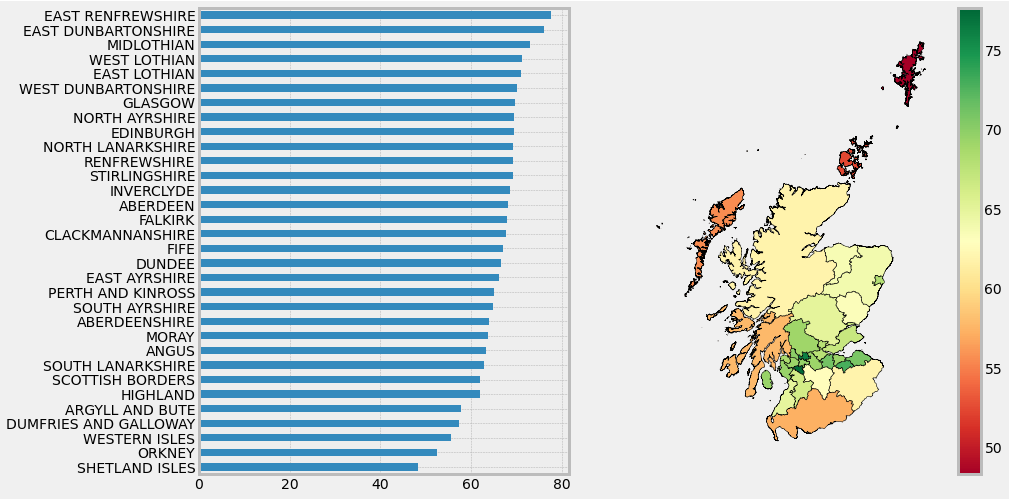 EAST RENFREWSHIRE
EAST DUNBARTONSHIRE
MIDLOTHIAN
WEST LOTHIAN
EAST LOTHIAN
WEST DUNBARTONSHIRE
GLASGOW
NORTH AYRSHIRE
EDINBURGH
NORTH LANARKSHIRE
RENFREWSHIRE
STIRLINGSHIRE
INVERCLYDE
ABERDEEN
FALKIRK
CLACKMANNANSHIRE
FIFE
DUNDEE
EAST AYRSHIRE
PERTH AND KINROSS
SOUTH AYRSHIRE
ABERDEENSHIRE
MORAY
ANGUS
SOUTH LANARKSHIRE
SCOTTISH BORDERS
HIGHLAND
ARGYLL AND BUTE
DUMFRIES AND GALLOWAY
WESTERN ISLES
ORKNEY
SHETLAND ISLES
0 20 40 60 80
75
70
65
60
55
50